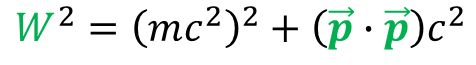 W² = (mc²)² + (p⃗ · p⃗)c²